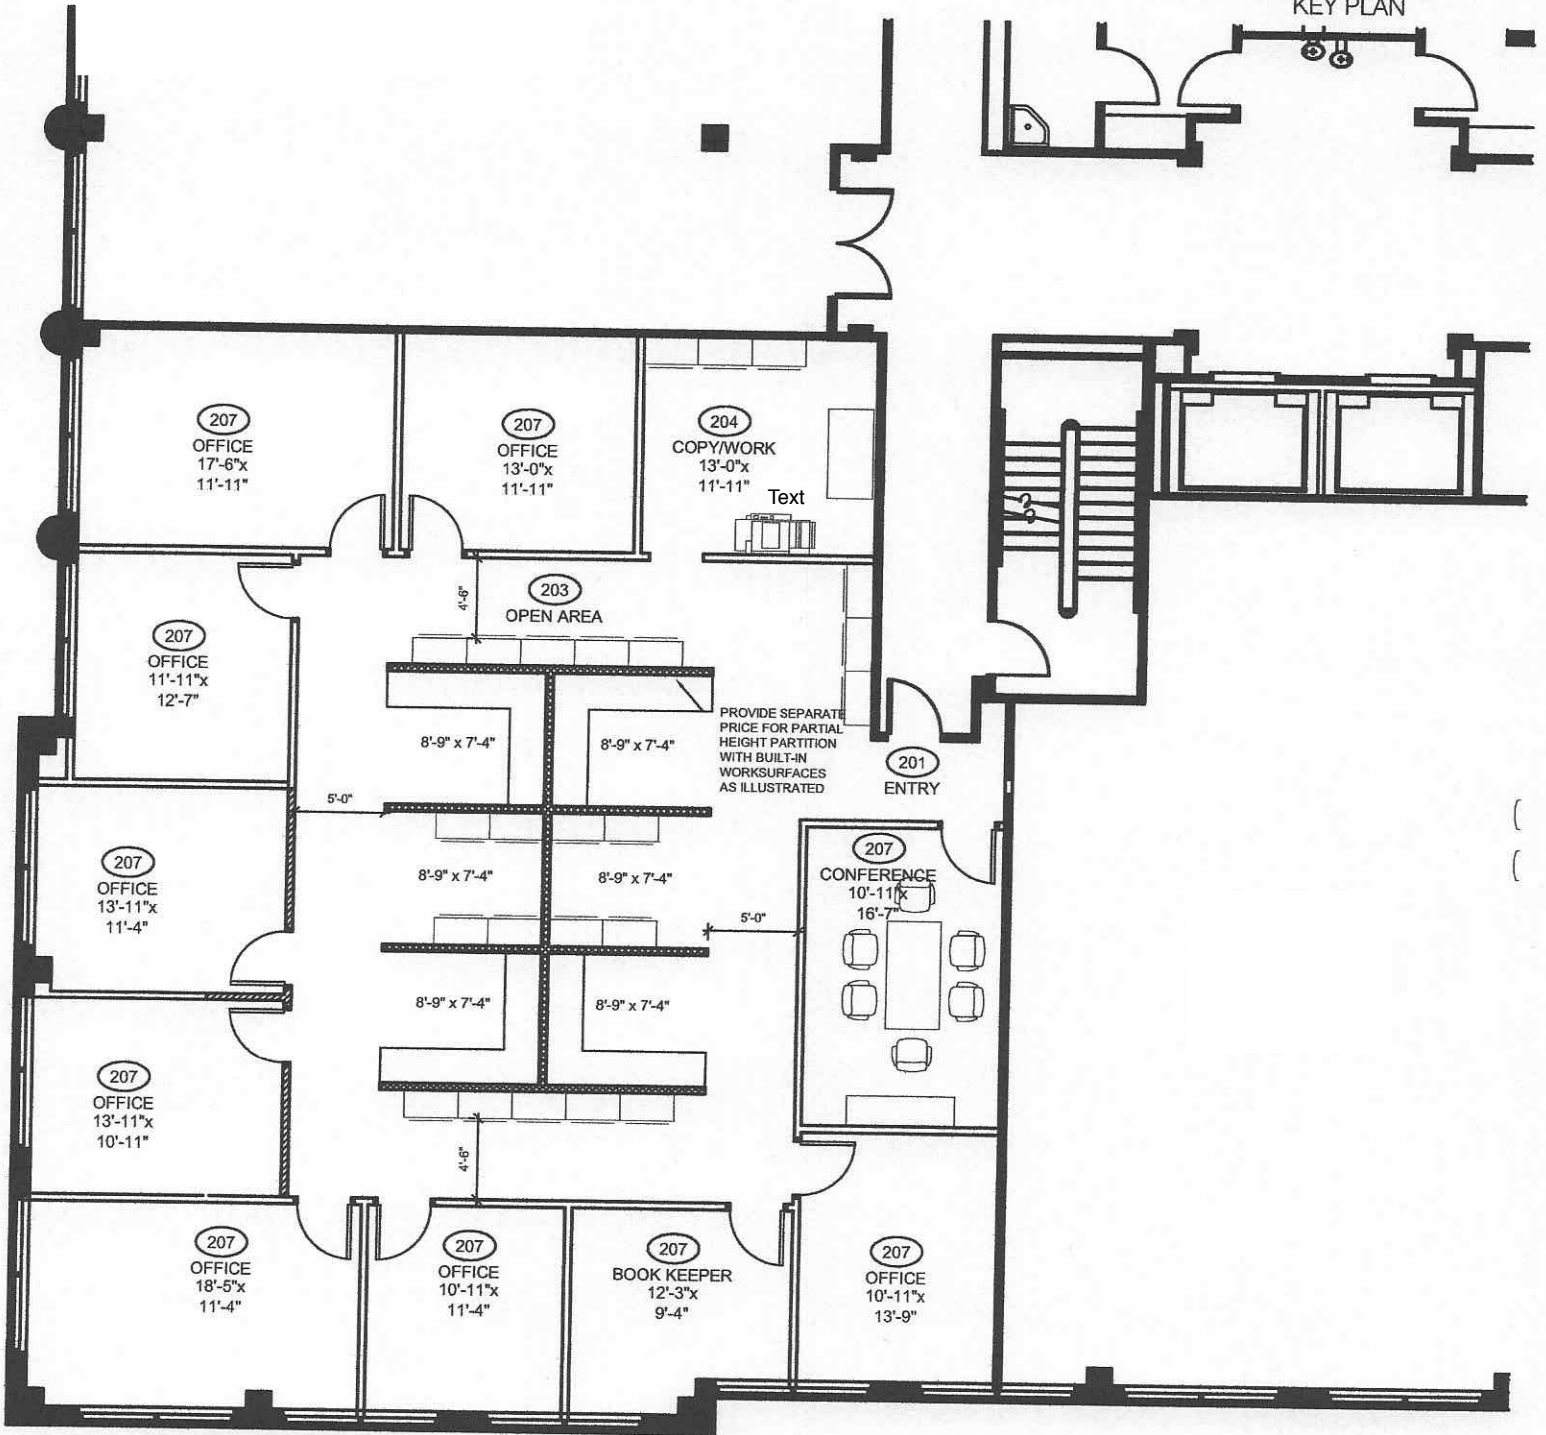 KEY PLAN
207
OFFICE
17'-6"x
11'-11"
207
OFFICE
13'-0"x
11'-11"
204
COPY/WORK
13'-0"x
11'-11"
Text
203
OPEN AREA
4'-6"
207
OFFICE
11'-11"x
12'-7"
8'-9" x 7'-4"
8'-9" x 7'-4"
PROVIDE SEPARATE
PRICE FOR PARTIAL
HEIGHT PARTITION
WITH BUILT-IN
WORKSURFACES
AS ILLUSTRATED
201
ENTRY
5'-0"
207
OFFICE
13'-11"x
11'-4"
8'-9" x 7'-4"
8'-9" x 7'-4"
207
CONFERENCE
10'-11"x
16'-7"
5'-0"
8'-9" x 7'-4"
8'-9" x 7'-4"
207
OFFICE
13'-11"x
10'-11"
4'-6"
207
OFFICE
18'-5"x
11'-4"
207
OFFICE
10'-11"x
11'-4"
207
BOOK KEEPER
12'-3"x
9'-4"
207
OFFICE
10'-11"x
13'-9"